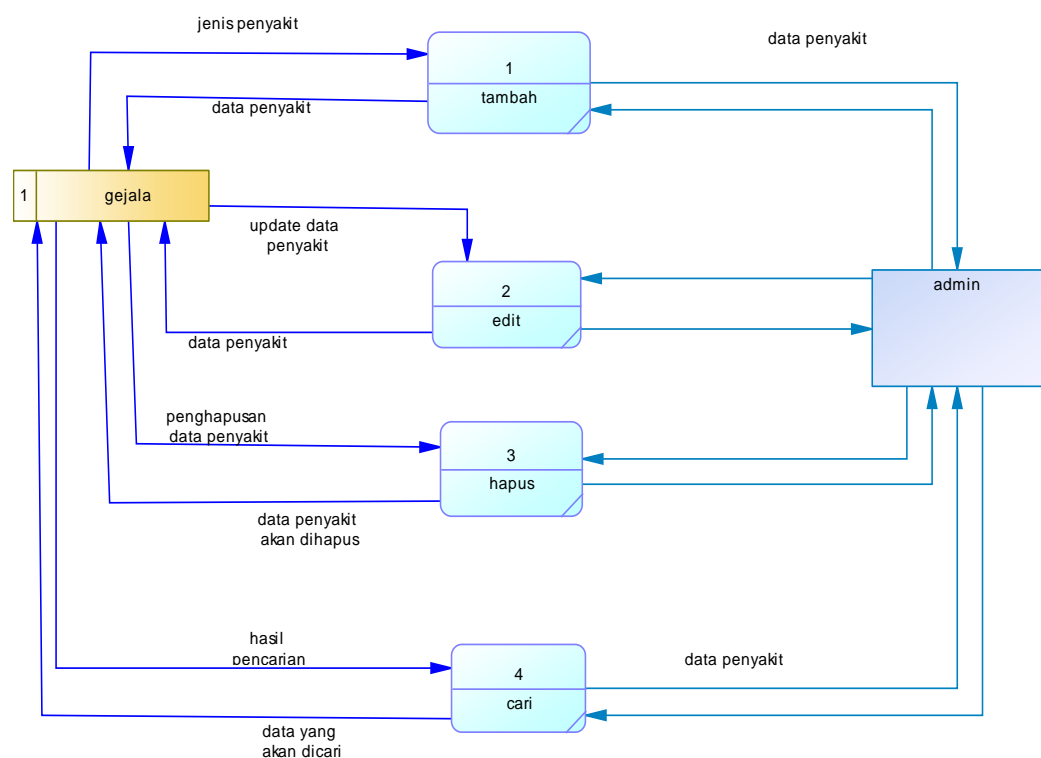 jenis penyakit
data penyakit
1
tambah
data penyakit
1
gejala
update data
penyakit
2
edit
admin
data penyakit
penghapusan
data penyakit
3
hapus
data penyakit
akan dihapus
hasil
pencarian
4
cari
data penyakit
data yang
akan dicari